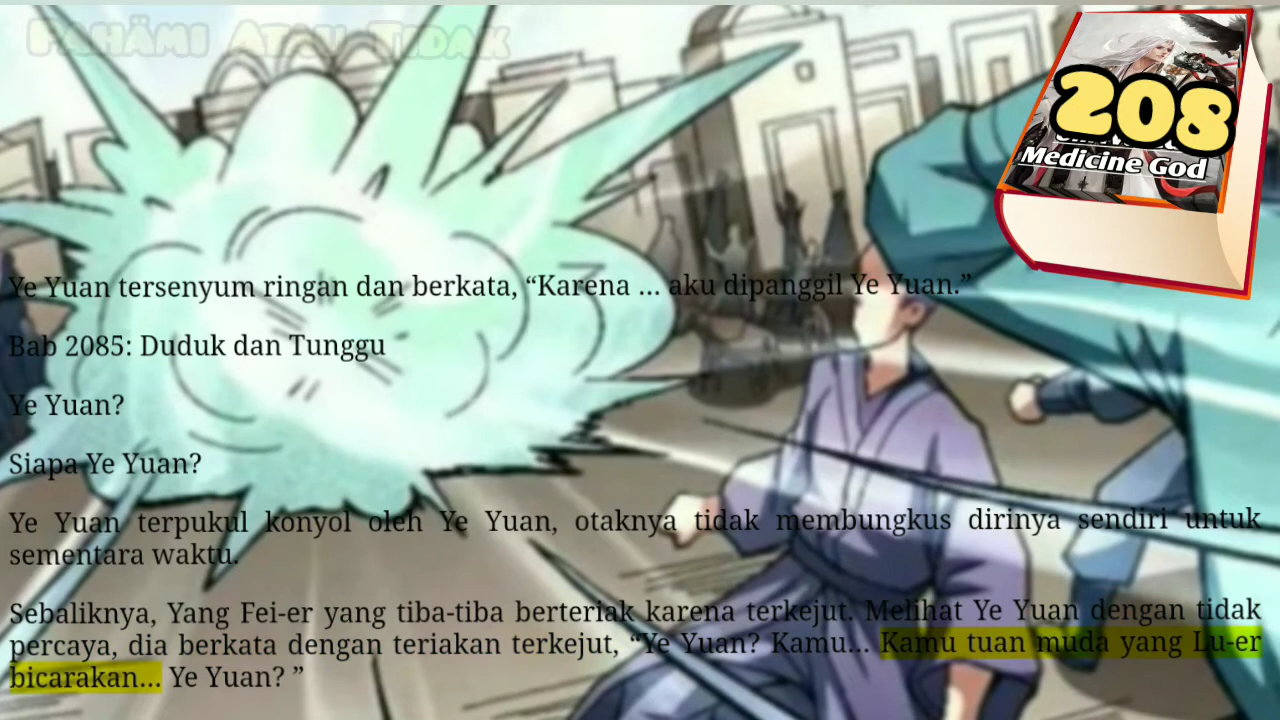 FAHÄMI ATAU TIDAK
208
Medicine God
Ye Yuan tersenyum ringan dan berkata, “Karena ... aku dipanggil Ye Yuan.”
Bab 2085: Duduk dan Tunggu
Ye Yuan?
Siapa Ye Yuan?
Ye Yuan terpukul konyol oleh Ye Yuan, otaknya tidak membungkus dirinya sendiri untuk
sementara waktu.
Sebaliknya, Yang Fei-er yang tiba-tiba berteriak karena terkejut. Melihat Ye Yuan dengan tidak
percaya, dia berkata dengan teriakan terkejut, “Ye Yuan? Kamu... Kamu tuan muda yang Lu-er
bicarakan... Ye Yuan? ”